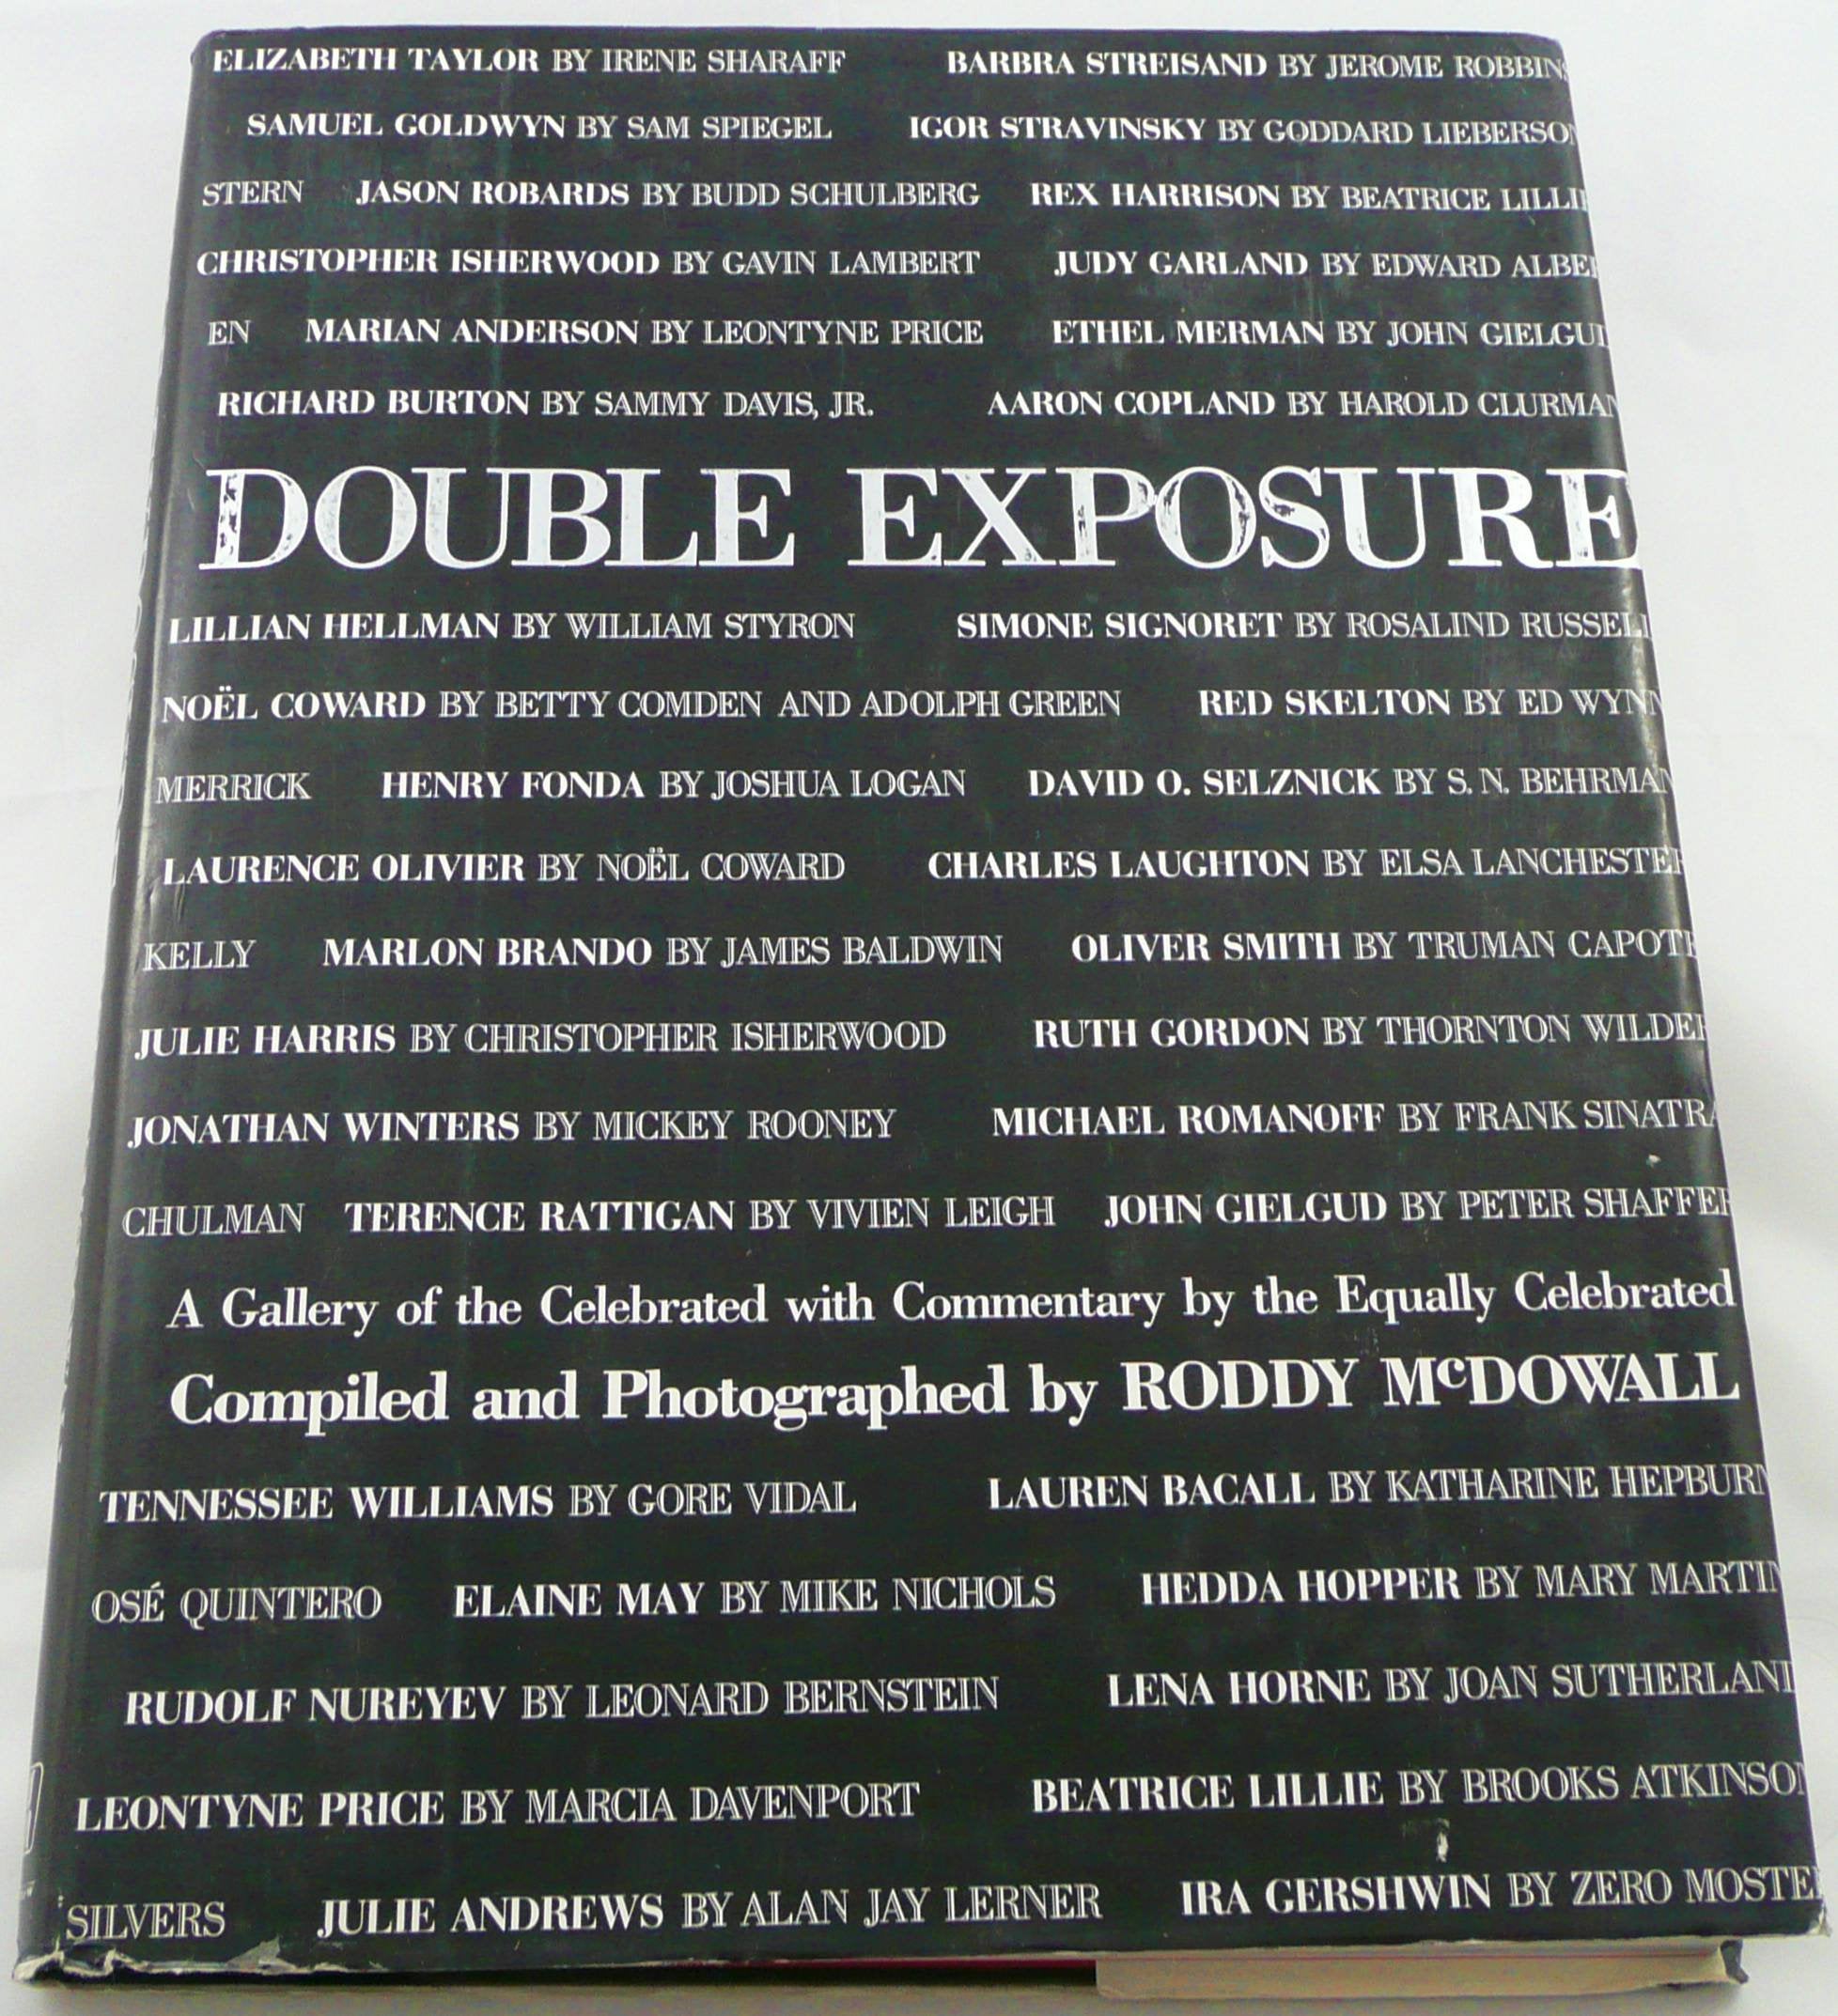 ELIZABETH TAYLOR BY IRENE SHARAFF BARBRA STREISAND BY JEROME ROBBINS
SAMUEL GOLDWYN BY SAM SPIEGEL IGOR STRAVINSKY BY GODDARD LIEBERSON
STERN JASON ROBARDS BY BUDD SCHULBERG REX HARRISON BY BEATRICE LILLIE
CHRISTOPHER ISHERWOOD BY GAVIN LAMBERT JUDY GARLAND BY EDWARD ALBEE
EN MARIAN ANDERSON BY LEONTYNE PRICE ETHEL MERMAN BY JOHN GIELGUD
RICHARD BURTON BY SAMMY DAVIS, JR. AARON COPLAND BY HAROLD CLURMAN
DOUBLE EXPOSURE
LILLIAN HELLMAN BY WILLIAM STYRON SIMONE SIGNORET BY ROSALIND RUSSELL
NOËL COWARD BY BETTY COMDEN AND ADOLPH GREEN RED SKELTON BY ED WYNN
MERRICK HENRY FONDA BY JOSHUA LOGAN DAVID O. SELZNICK BY S. N. BEHRMAN
LAURENCE OLIVIER BY NOËL COWARD CHARLES LAUGHTON BY ELSA LANCHESTER
KELLY MARLON BRANDO BY JAMES BALDWIN OLIVER SMITH BY TRUMAN CAPOTE
JULIE HARRIS BY CHRISTOPHER ISHERWOOD RUTH GORDON BY THORNTON WILDER
JONATHAN WINTERS BY MICKEY ROONEY MICHAEL ROMANOFF BY FRANK SINATRA
CHULMAN TERENCE RATTIGAN BY VIVIEN LEIGH JOHN GIELGUD BY PETER SHAFFER
A Gallery of the Celebrated with Commentary by the Equally Celebrated
Compiled and Photographed by RODDY McDOWALL
TENNESSEE WILLIAMS BY GORE VIDAL LAUREN BACALL BY KATHARINE HEPBURN
OSÉ QUINTERO ELAINE MAY BY MIKE NICHOLS HEDDA HOPPER BY MARY MARTIN
RUDOLF NUREYEV BY LEONARD BERNSTEIN LENA HORNE BY JOAN SUTHERLAND
LEONTYNE PRICE BY MARCIA DAVENPORT BEATRICE LILLIE BY BROOKS ATKINSON
SILVERS JULIE ANDREWS BY ALAN JAY LERNER IRA GERSHWIN BY ZERO MOSTEL